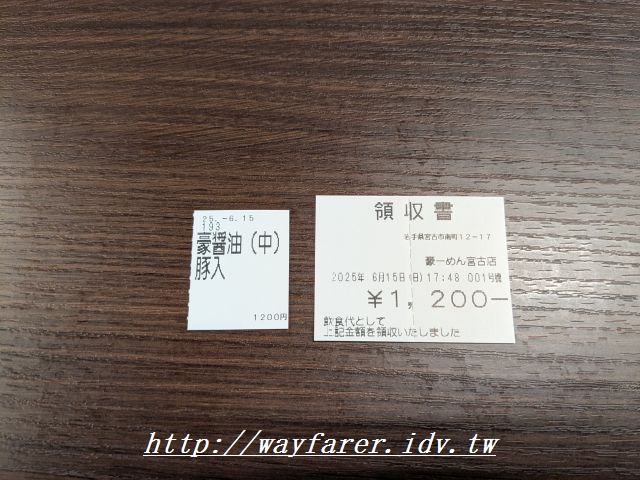 25.-6.15
193
豪醤油(中)
豚入
1200円
領収書
岩手県宮古市南町12-17
豪ーめん宮古店
2025年 6月15日(日)17:48 001号機
¥1,200-
飲食代として
上記金額を領収いたしました
http://wayfarer.idv.tw